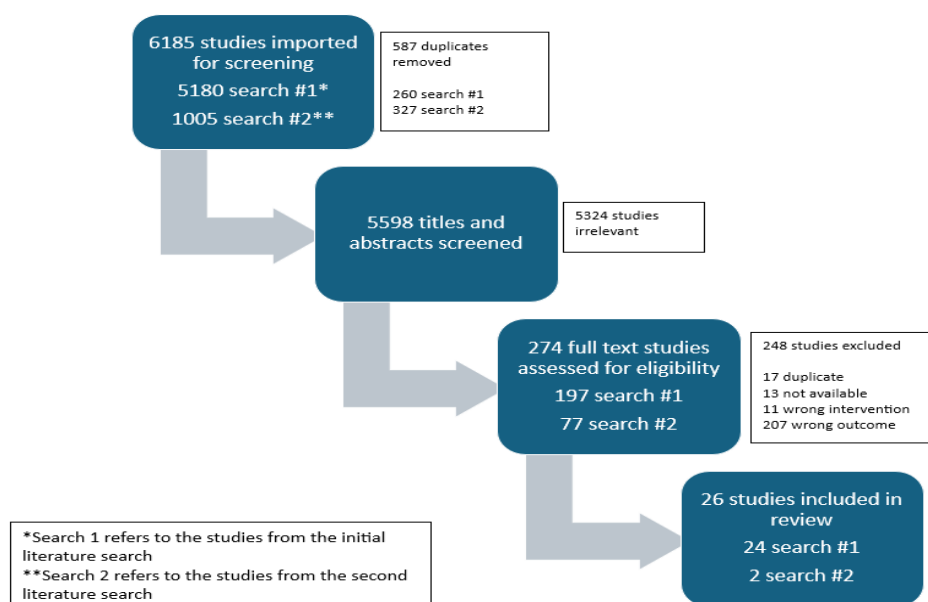 6185 studies imported
for screening
5180 search #1*
1005 search #2**
587 duplicates
removed
260 search #1
327 search #2
5598 titles and
abstracts screened
5324 studies
irrelevant
274 full text studies
assessed for eligibility
197 search #1
77 search #2
248 studies excluded
17 duplicate
13 not available
11 wrong intervention
207 wrong outcome
26 studies included in
review
24 search #1
2 search #2
*Search 1 refers to the studies from the initial
literature search
**Search 2 refers to the studies from the second
literature search